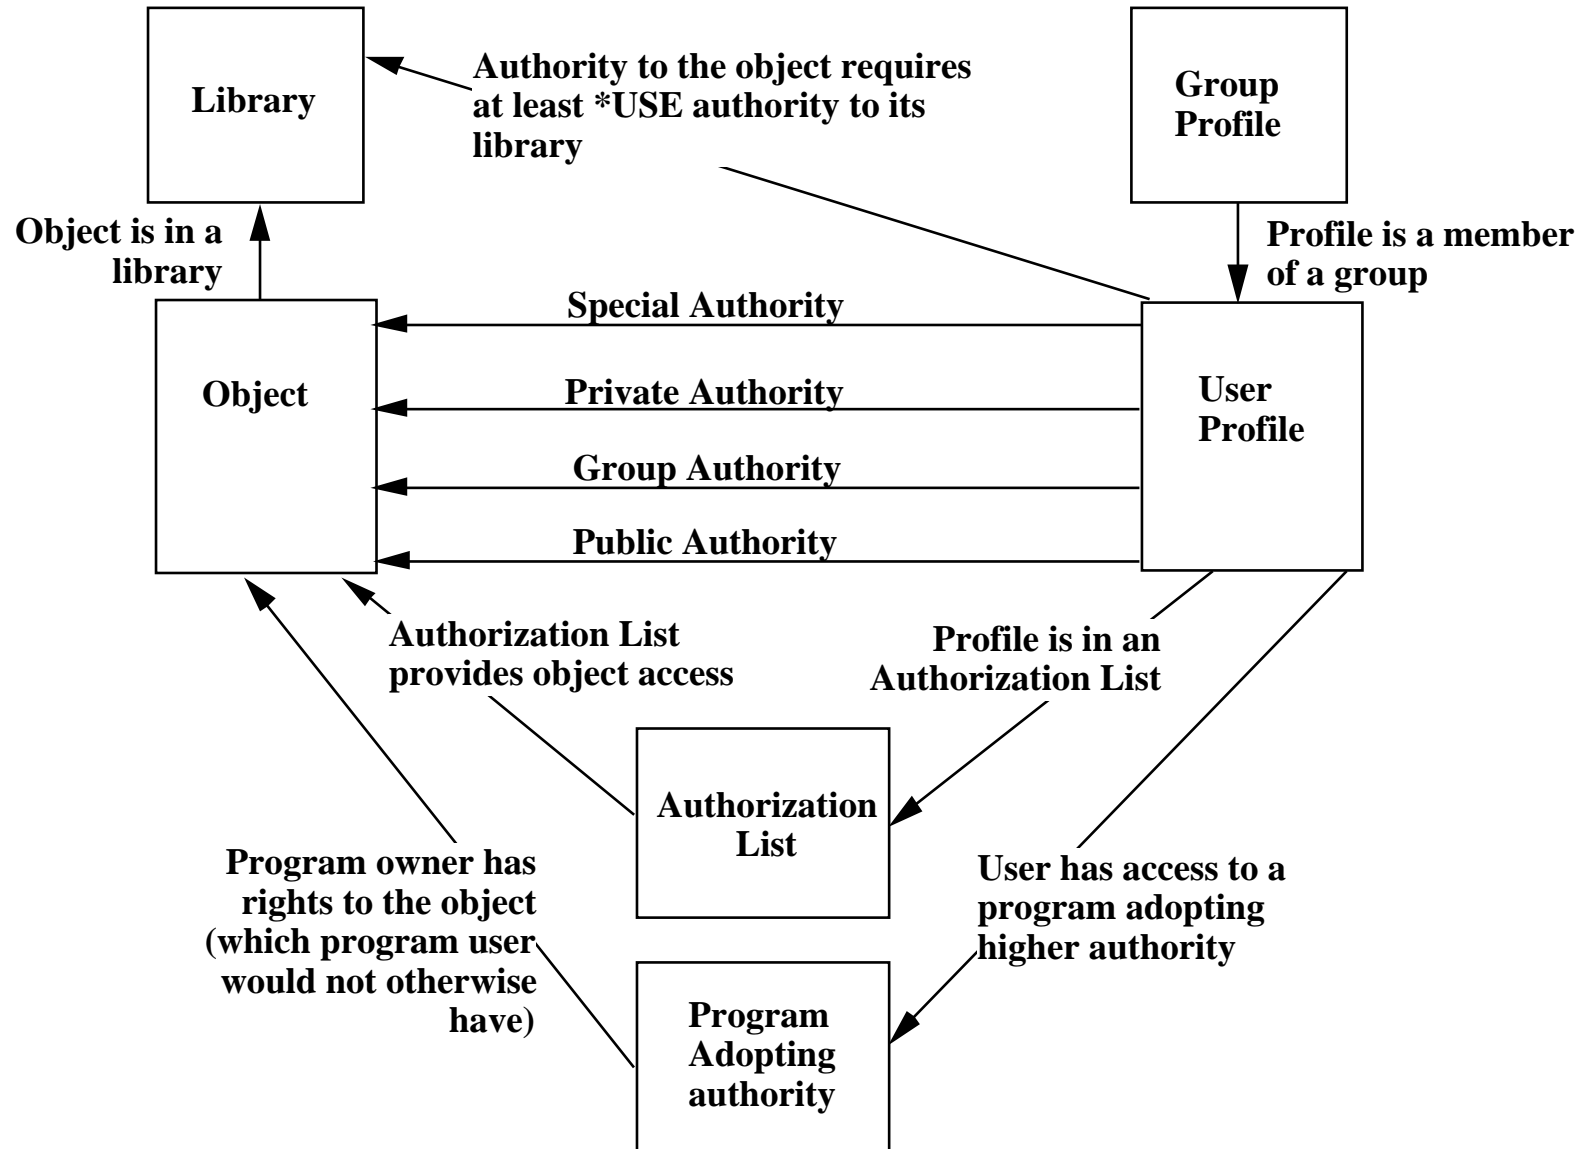 Library
Authority to the object requires
at least *USE authority to its
library
Group
Profile
Object is in a
library
Profile is a member
of a group
Special Authority
Object
Private Authority
User
Profile
Group Authority
Public Authority
Authorization List
provides object access
Profile is in an
Authorization List
Authorization
List
Program owner has
rights to the object
(which program user
would not otherwise
have)
User has access to a
program adopting
higher authority
Program
Adopting
authority